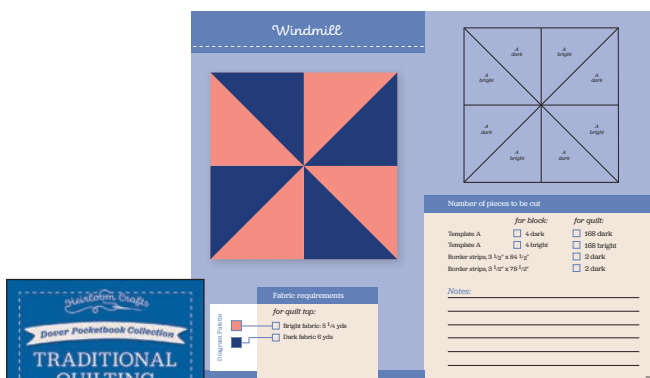 Windmill
A
dark
A
bright
A
bright
A
dark
A
dark
A
bright
A
bright
A
dark
Number of pieces to be cut
for block: for quilt:
Template A 4 dark 168 dark
Template A 4 bright 168 bright
Border strips, 3 1/2" x 84 1/2" 2 dark
Border strips, 3 1/2" x 78 1/2" 2 dark
Notes:
Fabric requirements
for quilt top:
Bright fabric: 5 1/4 yds
Dark fabric 6 yds
Diagram Palette
Heirloom Crafts
Dover Pocketbook Collection
TRADITIONAL
QUILTING